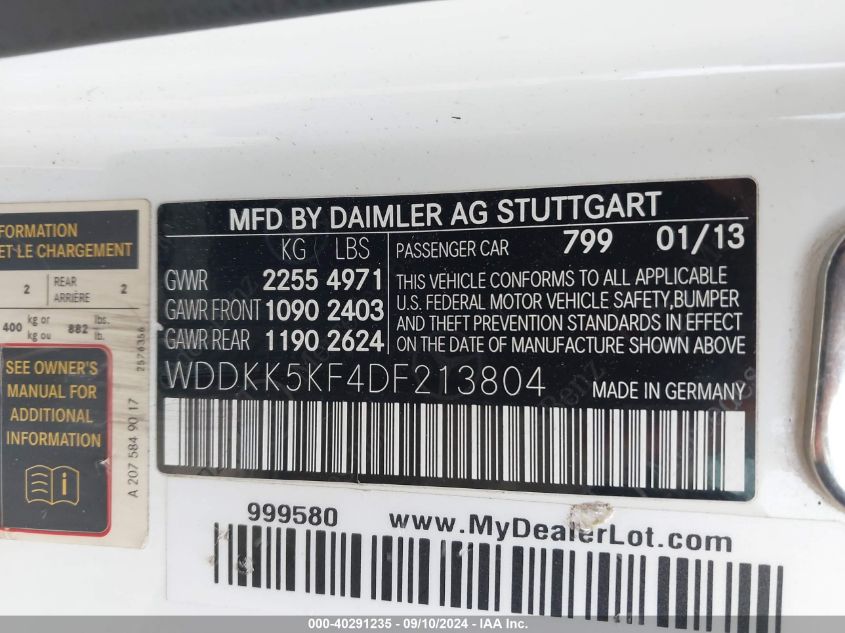 MFD BY DAIMLER AG STUTTGART
KG LBS
GVWR 2255 4971
GAWR FRONT 1090 2403
GAWR REAR 1190 2624
PASSENGER CAR 799 01/13
THIS VEHICLE CONFORMS TO ALL APPLICABLE
U.S. FEDERAL MOTOR VEHICLE SAFETY, BUMPER
AND THEFT PREVENTION STANDARDS IN EFFECT
ON THE DATE OF MANUFACTURE SHOWN ABOVE
WDDKK5KF4DF213804 MADE IN GERMANY
FORMATION
ET LE CHARGEMENT
2 REAR 2
ARRIÈRE
400 kg or 882 lbs.
kg ou lb.
2576356
SEE OWNER'S
MANUAL FOR
ADDITIONAL
INFORMATION
A 207 584 90 17
999580 www.MyDealerLot.com
000-40291235 - 09/10/2024 - IAA Inc.